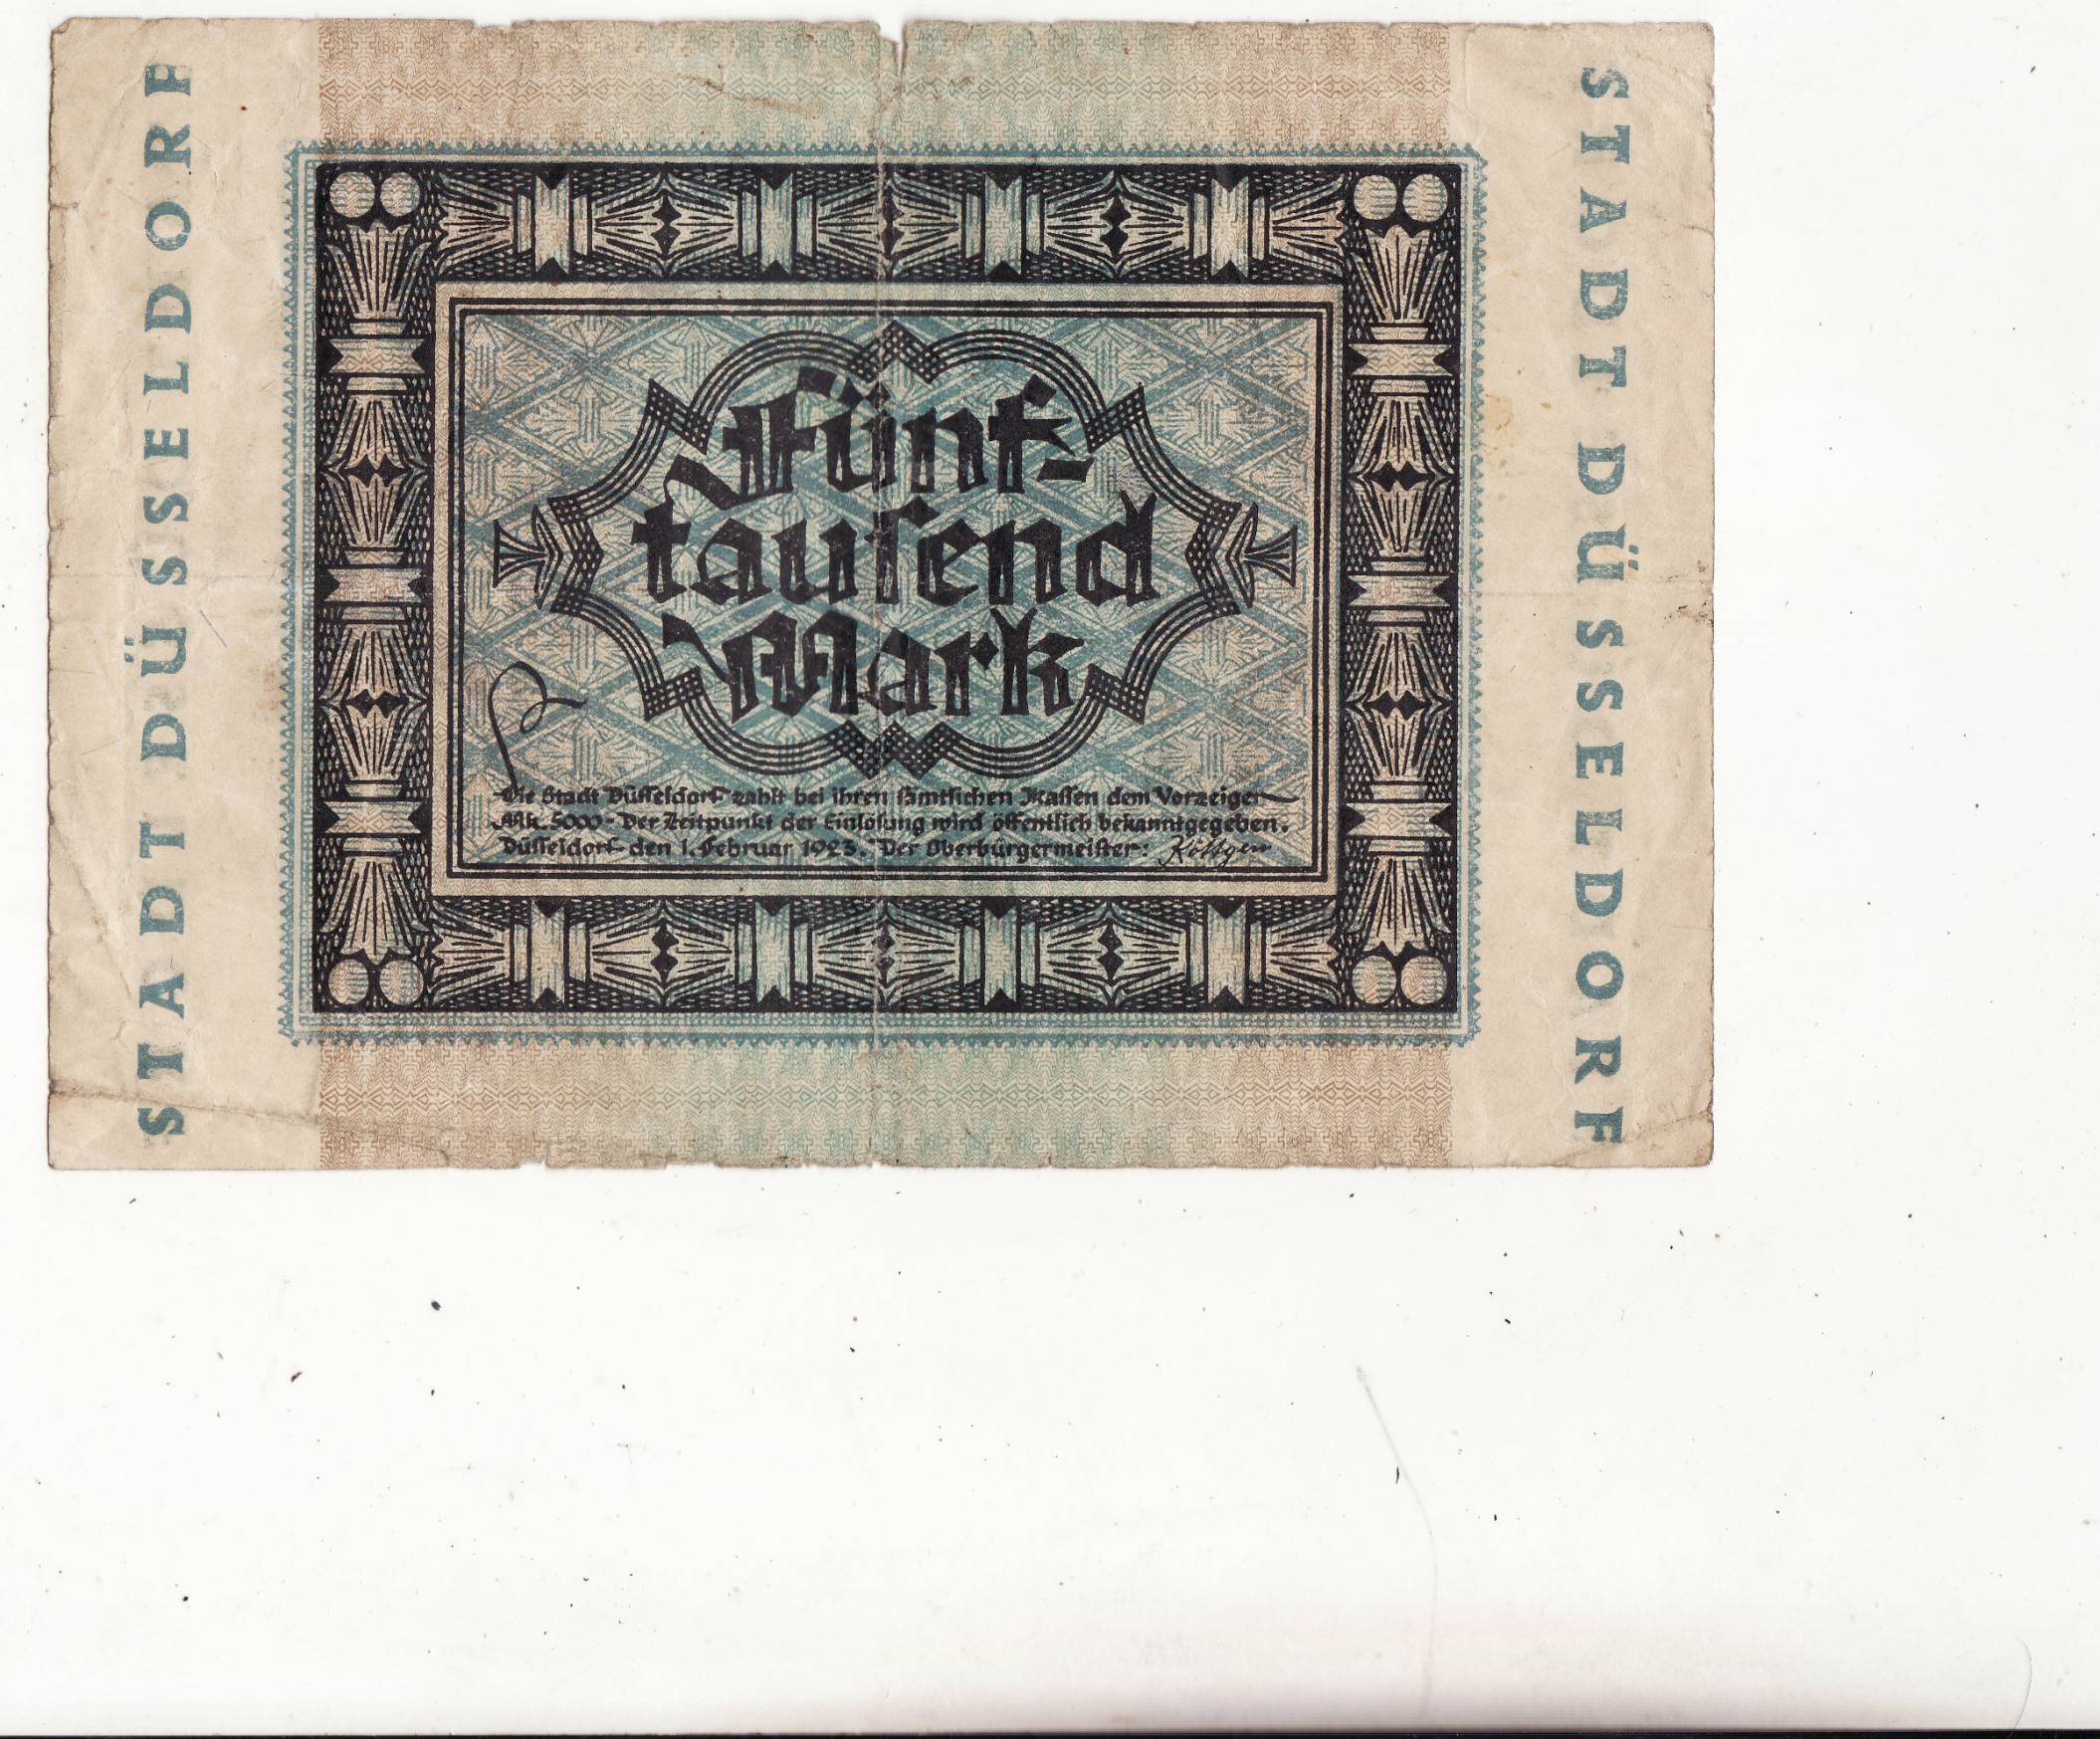 STADT DÜSSELDORF
Fünf-
tauſend
Mark
Die Stadt Düſſeldorf zahlt bei ihren ſämtlichen Kaſſen dem Vorzeiger
Mk. 5000 - Der Zeitpunkt der Einlöſung wird öffentlich bekanntgegeben.
Düſſeldorf den 1. Februar 1923. Der Oberbürgermeiſter: Köttgen
STADT DÜSSELDORF